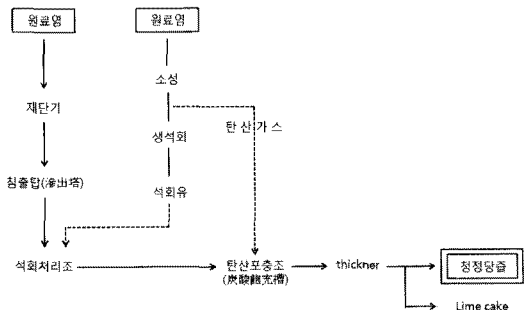 원료염
원료염
소성
재단기
탄산가스
생석회
침출탑(滲出塔)
석회유
석회처리조
탄산포충조
(炭酸飽充槽)
thickner
청정당즙
Lime cake